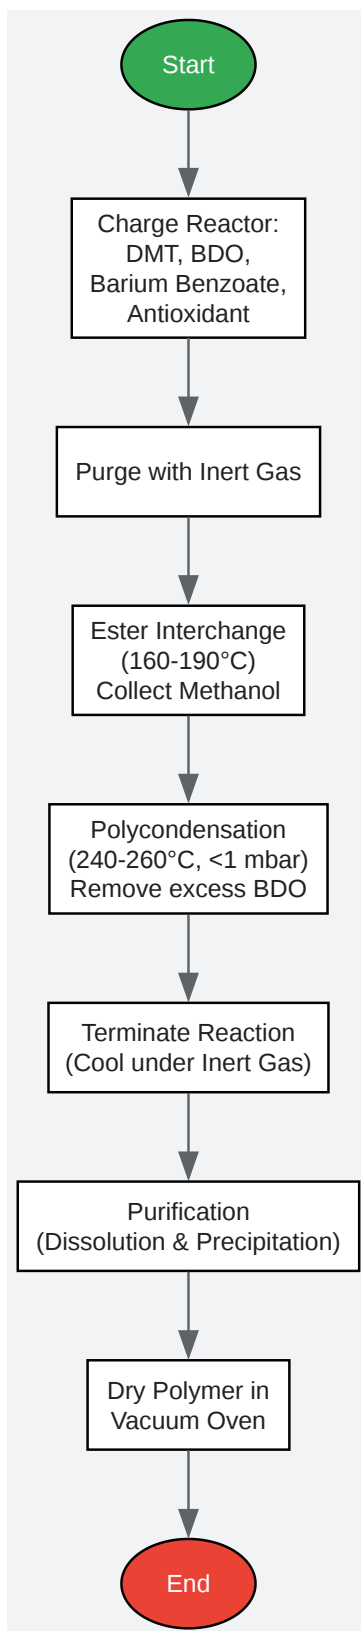 Start
Charge Reactor:
DMT, BDO,
Barium Benzoate,
Antioxidant
Purge with Inert Gas
Ester Interchange
(160-190°C)
Collect Methanol
Polycondensation
(240-260°C, <1 mbar)
Remove excess BDO
Terminate Reaction
(Cool under Inert Gas)
Purification
(Dissolution & Precipitation)
Dry Polymer in
Vacuum Oven
End